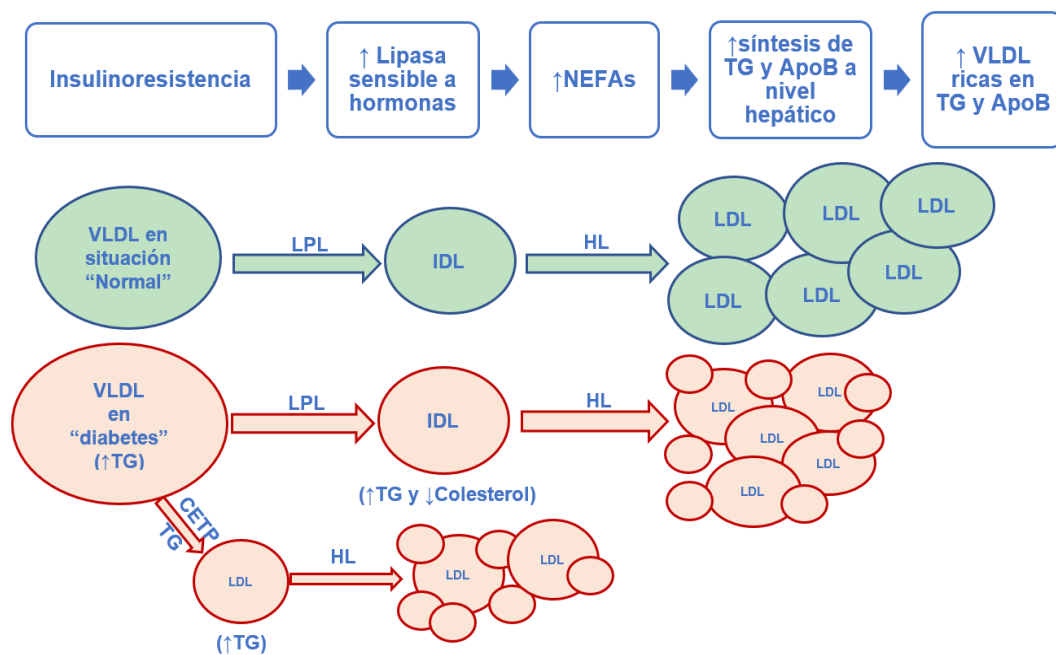 Insulinoresistencia
↑ Lipasa
sensible a
hormonas
↑NEFAs
↑síntesis de
TG y ApoB a
nivel
hepático
↑ VLDL
ricas en
TG y ApoB
VLDL en
situación
“Normal”
LPL
IDL
HL
LDL
LDL
LDL
LDL
LDL
LDL
VLDL
en
“diabetes”
(↑TG)
LPL
IDL
(↑TG y ↓Colesterol)
HL
LDL
LDL
LDL
LDL
LDL
CETP
TG
LDL
(↑TG)
HL
LDL
LDL